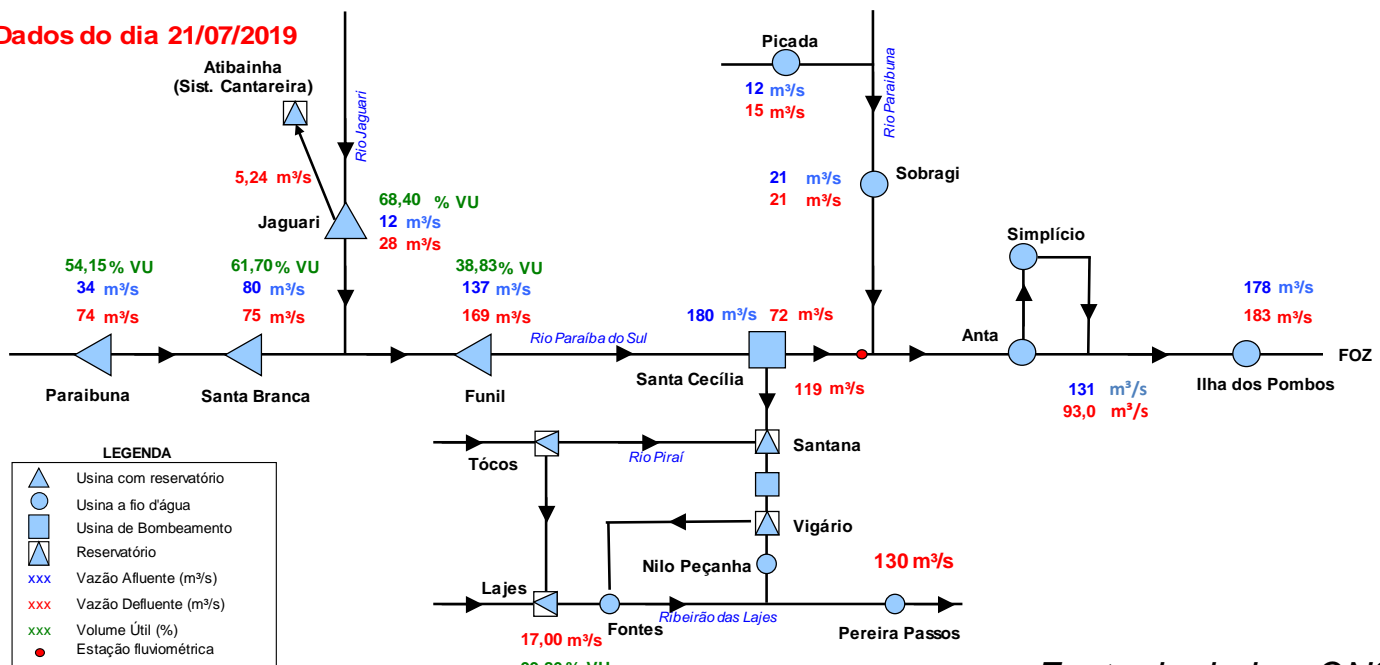 Dados do dia 21/07/2019
Atibainha
(Sist. Cantareira)
Rio Jaguari
5,24 m³/s
Jaguari
68,40 % VU
12 m³/s
28 m³/s
Picada
12 m³/s
15 m³/s
Rio Paraibuna
21 m³/s
21 m³/s
Sobragi
Simplício
54,15% VU
34 m³/s
74 m³/s
Paraibuna
61,70% VU
80 m³/s
75 m³/s
Santa Branca
38,83% VU
137 m³/s
169 m³/s
Funil
Rio Paraíba do Sul
180 m³/s 72 m³/s
Santa Cecília
119 m³/s
Anta
131 m³/s
93,0 m³/s
178 m³/s
183 m³/s
Ilha dos Pombos
FOZ
Tócos
Rio Piraí
Santana
Vigário
Nilo Peçanha
130 m³/s
Lajes
Fontes
Ribeirão das Lajes
Pereira Passos
17,00 m³/s
LEGENDA
Usina com reservatório
Usina a fio d'água
Usina de Bombeamento
Reservatório
xxx Vazão Afluente (m³/s)
xxx Vazão Defluente (m³/s)
xxx Volume Útil (%)
Estação fluviométrica